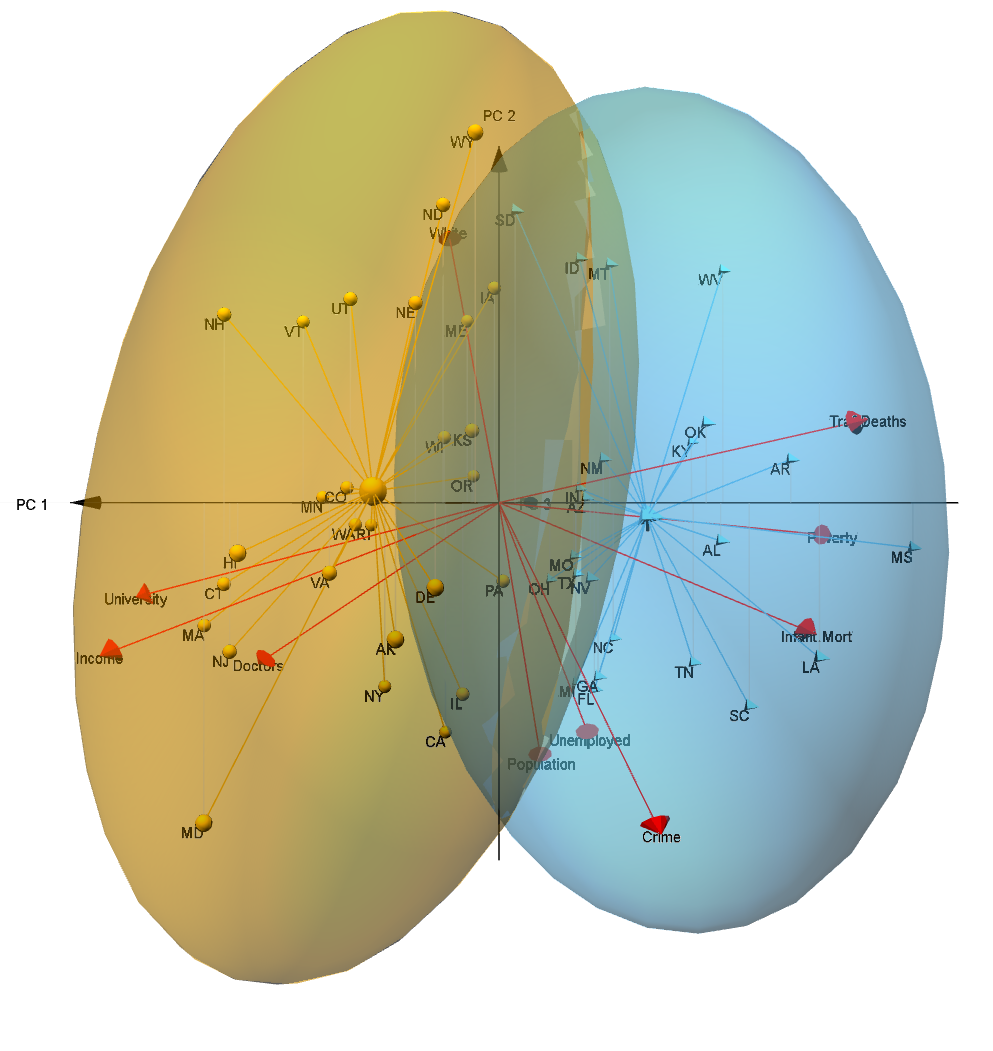 PC 2
WY
ND
SD
White
ID
MT
WV
IA
NE
UT
NH
VT
ME
Traf Deaths
OK
WI
KS
KY
NM
AR
OR
CO
IN
MN
PC 1
PC 3
AZ
WA
RI
Poverty
AL
MS
HI
MO
VA
TX
CT
DE
PA
OH
NV
University
MA
Infant.Mort
AK
NC
Income
NJ
Doctors
LA
TN
GA
MI
NY
FL
IL
SC
CA
Unemployed
Population
MD
Crime